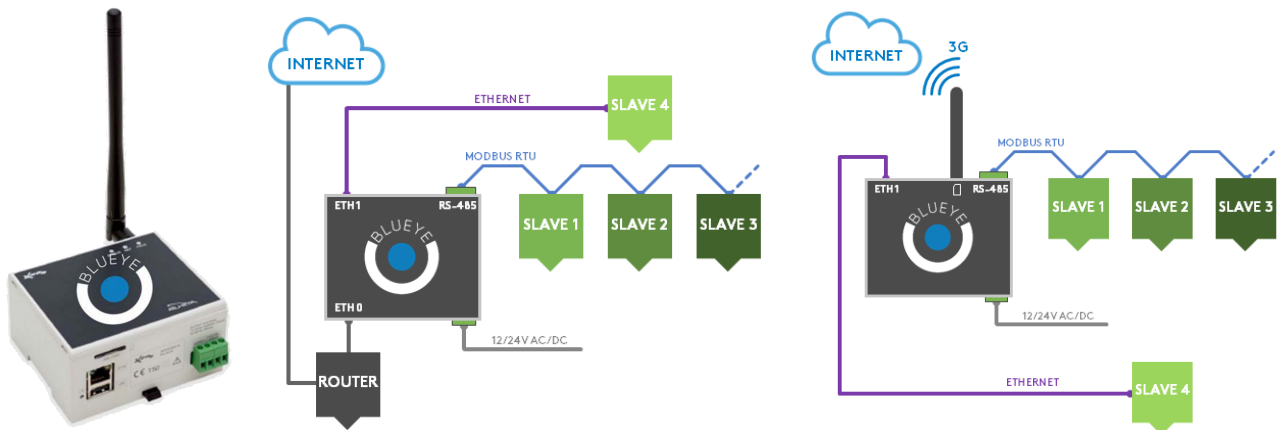 BLUEYE
CE 150
INTERNET
ETHERNET
SLAVE 4
MODBUS RTU
ETH1
RS-485
BLUEYE
SLAVE 1
SLAVE 2
SLAVE 3
ETH0
12/24V AC/DC
ROUTER
INTERNET
3G
MODBUS RTU
ETH1
RS-485
BLUEYE
SLAVE 1
SLAVE 2
SLAVE 3
12/24V AC/DC
ETHERNET
SLAVE 4